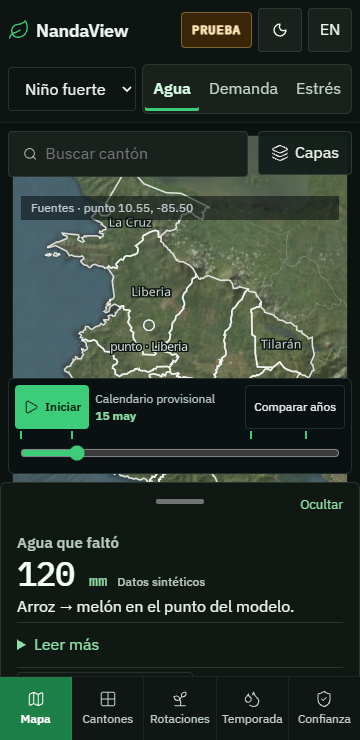 NandaView
PRUEBA
EN
Niño fuerte
Agua
Demanda
Estrés
Buscar cantón
Capas
Fuentes · punto 10.55, -85.50
La Cruz
Liberia
punto · Liberia
Tilarán
Iniciar
Calendario provisional
15 may
Comparar años
Ocultar
Agua que faltó
120 mm Datos sintéticos
Arroz → melón en el punto del modelo.
Leer más
Mapa
Cantones
Rotaciones
Temporada
Confianza